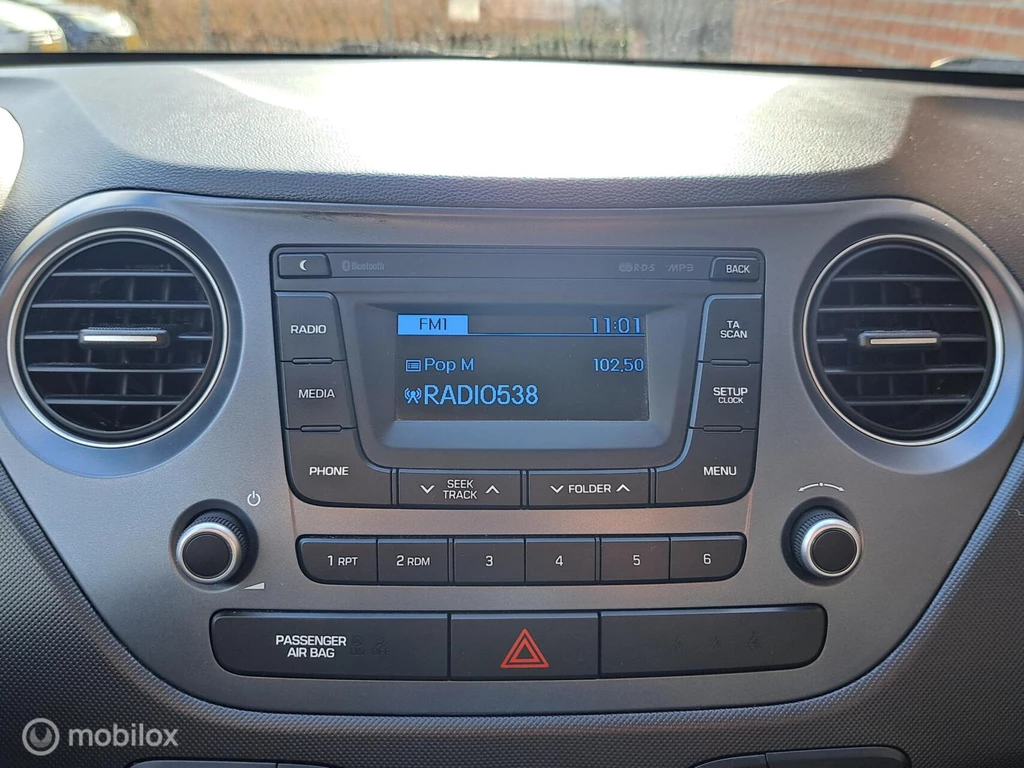 Bluetooth
R·D·S
MP3
BACK
RADIO
FM1
11:01
TA
SCAN
Pop M
102,50
MEDIA
RADIO538
SETUP
CLOCK
PHONE
SEEK
TRACK
FOLDER
MENU
1 RPT
2 RDM
3
4
5
6
PASSENGER
AIR BAG
mobilox